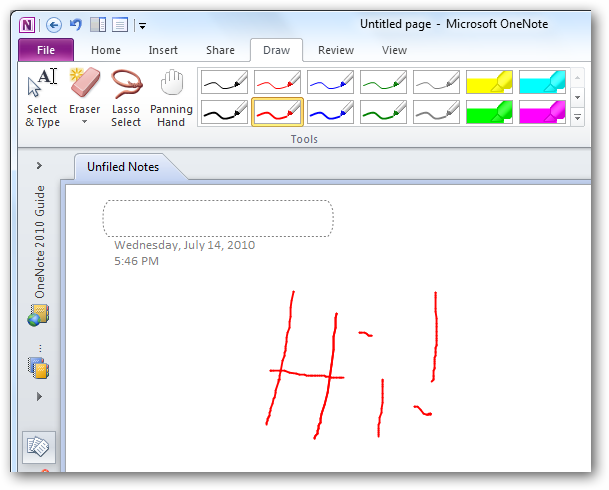 Untitled page - Microsoft OneNote
File Home Insert Share Draw Review View
Select & Type
Eraser
Lasso Select
Panning Hand
Tools
Unfiled Notes
OneNote 2010 Guide
Wednesday, July 14, 2010
5:46 PM
Hi!